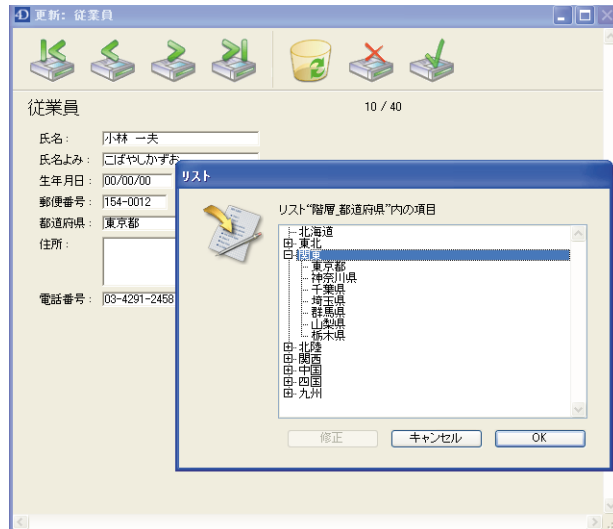 4D 更新: 従業員
従業員
10 / 40
氏名: 小林 一夫
氏名よみ: こばやしかずお
生年月日: 00/00/00
郵便番号: 154-0012
都道府県: 東京都
住所:
電話番号: 03-4291-2458
リスト
リスト“階層_都道府県”内の項目
北海道
東北
関東
東京都
神奈川県
千葉県
埼玉県
群馬県
山梨県
栃木県
北陸
関西
中国
四国
九州
修正 キャンセル OK